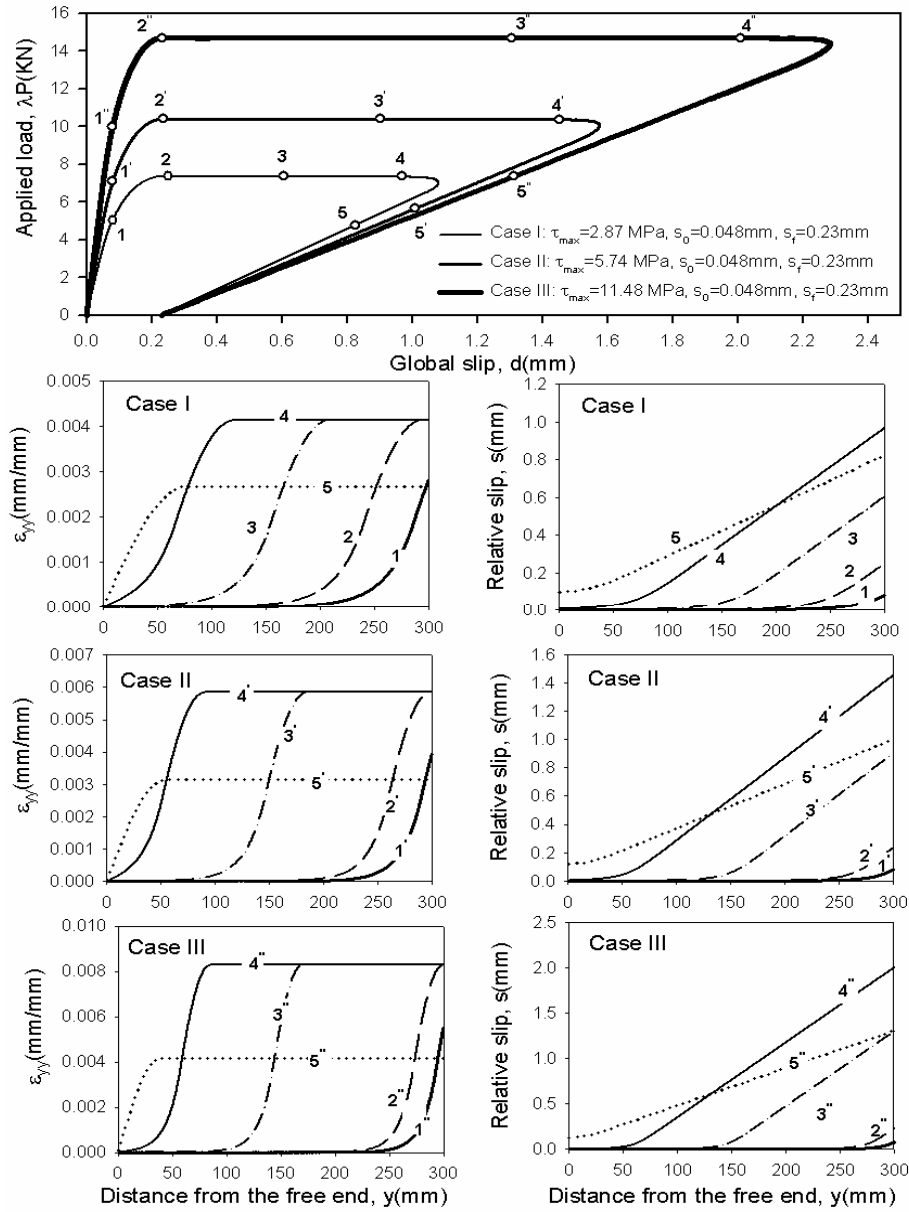 Applied load, λP(KN)
16
14
12
10
8
6
4
2
0
2" 3" 4"
1" 2' 3' 4'
1' 2 3 4
1 5 5' 5"
Case I: τmax=2.87 MPa, s0=0.048mm, sf=0.23mm
Case II: τmax=5.74 MPa, s0=0.048mm, sf=0.23mm
Case III: τmax=11.48 MPa, s0=0.048mm, sf=0.23mm
0.0 0.2 0.4 0.6 0.8 1.0 1.2 1.4 1.6 1.8 2.0 2.2 2.4
Global slip, d(mm)
εyy(mm/mm)
0.005
0.004
0.003
0.002
0.001
0.000
Case I
4
5
3
2
1
0 50 100 150 200 250 300
Relative slip, s(mm)
1.2
1.0
0.8
0.6
0.4
0.2
0.0
Case I
5
4
3
2
1
0 50 100 150 200 250 300
εyy(mm/mm)
0.007
0.006
0.005
0.004
0.003
0.002
0.001
0.000
Case II
4'
3'
5'
2'
1'
0 50 100 150 200 250 300
Relative slip, s(mm)
1.6
1.4
1.2
1.0
0.8
0.6
0.4
0.2
0.0
Case II
4'
5'
3'
2'
1'
0 50 100 150 200 250 300
εyy(mm/mm)
0.010
0.008
0.006
0.004
0.002
0.000
Case III
4"
3"
5"
2"
1"
0 50 100 150 200 250 300
Distance from the free end, y(mm)
Relative slip, s(mm)
2.5
2.0
1.5
1.0
0.5
0.0
Case III
4"
5"
3"
2"
1"
0 50 100 150 200 250 300
Distance from the free end, y(mm)